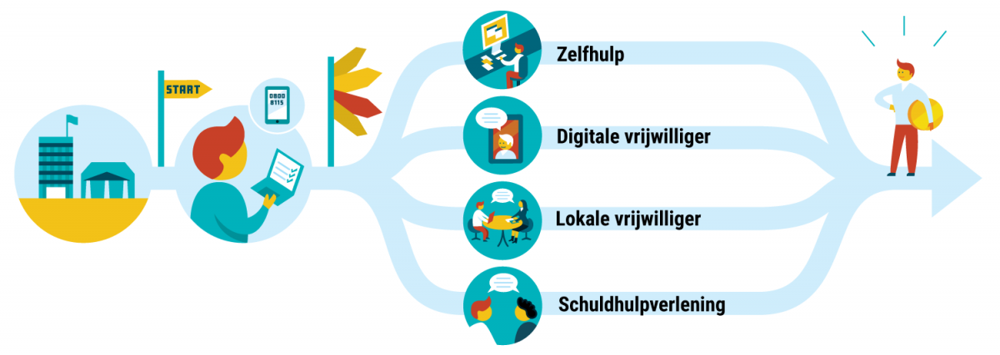 START
0800
8115
Zelfhulp
Digitale vrijwilliger
Lokale vrijwilliger
Schuldhulpverlening